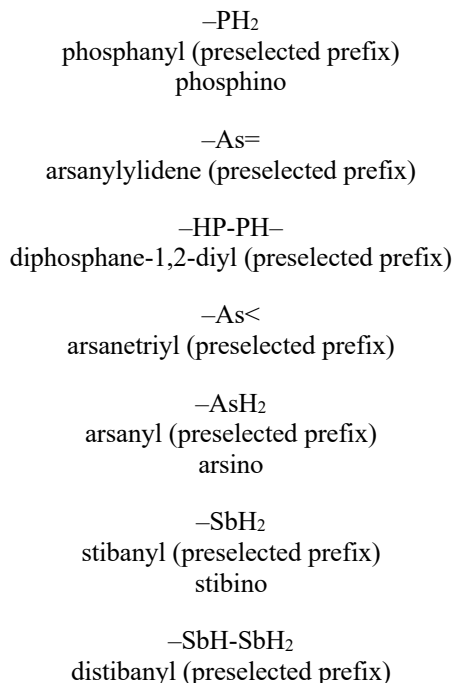 –PH₂
phosphanyl (preselected prefix)
phosphino
–As=
arsanylylidene (preselected prefix)
–HP-PH–
diphosphane-1,2-diyl (preselected prefix)
–As<
arsanetriyl (preselected prefix)
–AsH₂
arsanyl (preselected prefix)
arsino
–SbH₂
stibanyl (preselected prefix)
stibino
–SbH-SbH₂
distibanyl (preselected prefix)